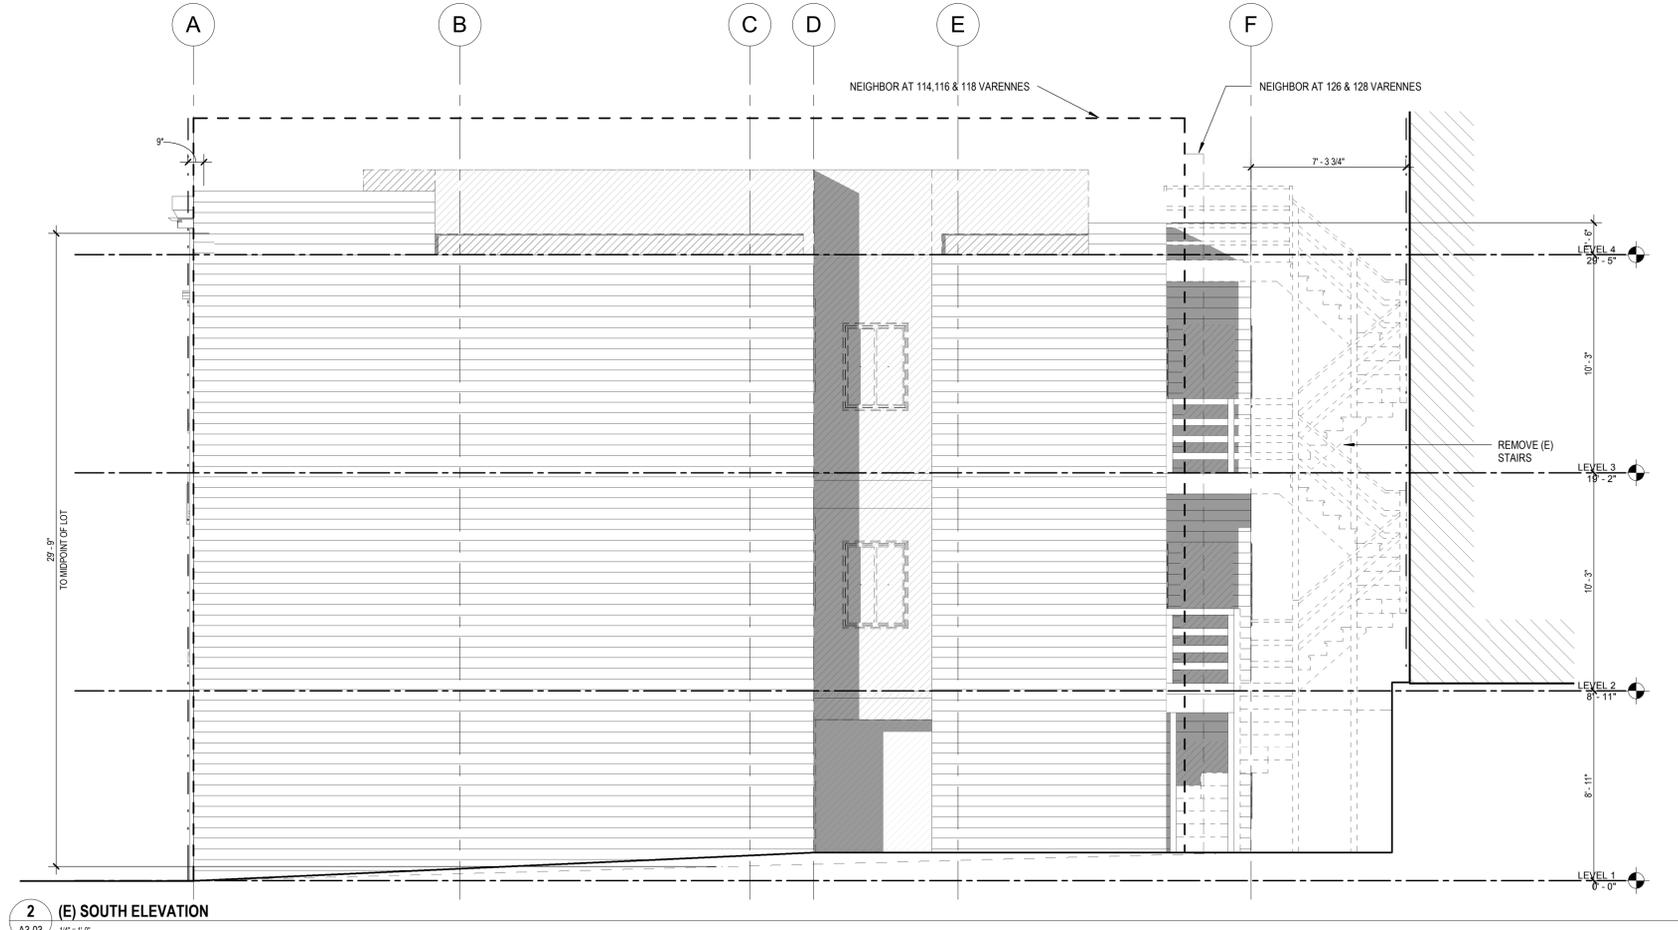 A B C D E F
NEIGHBOR AT 114,116 & 118 VARENNES
NEIGHBOR AT 126 & 128 VARENNES
9"
7' - 3 3/4"
LEVEL 4
29' - 5"
10' - 3"
REMOVE (E)
STAIRS
LEVEL 3
19' - 2"
29' - 9"
TO MIDPOINT OF LOT
10' - 3"
LEVEL 2
8' - 11"
8' - 11"
LEVEL 1
0' - 0"
2
(E) SOUTH ELEVATION